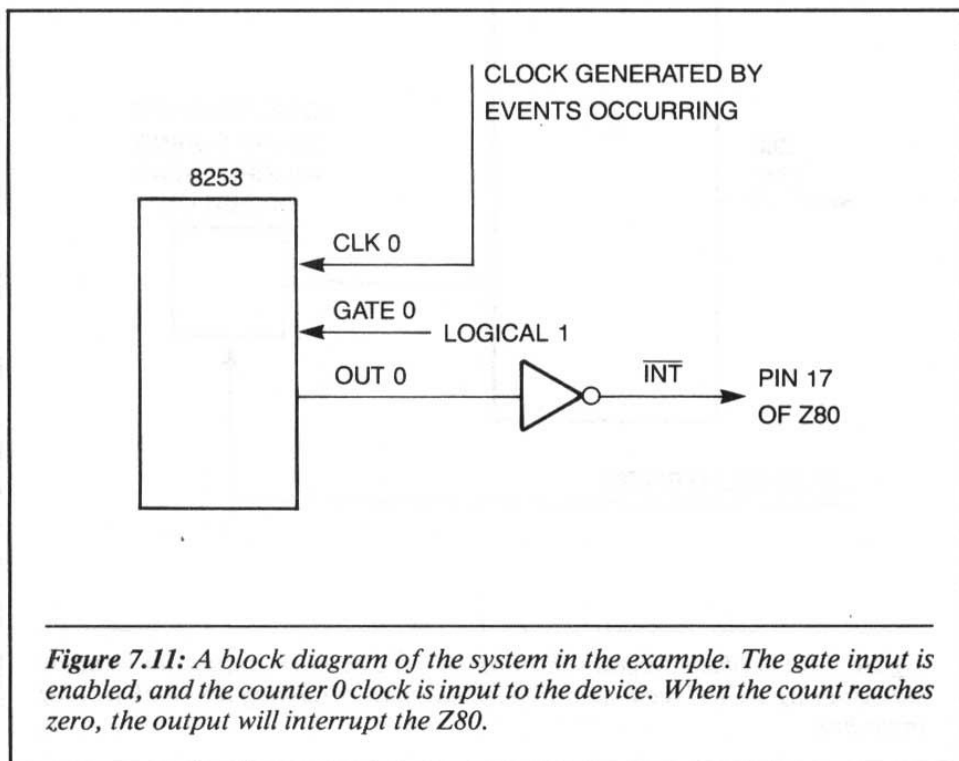 CLOCK GENERATED BY
EVENTS OCCURRING
8253
CLK 0
GATE 0
LOGICAL 1
OUT 0
INT
PIN 17
OF Z80
Figure 7.11: A block diagram of the system in the example. The gate input is
enabled, and the counter 0 clock is input to the device. When the count reaches
zero, the output will interrupt the Z80.